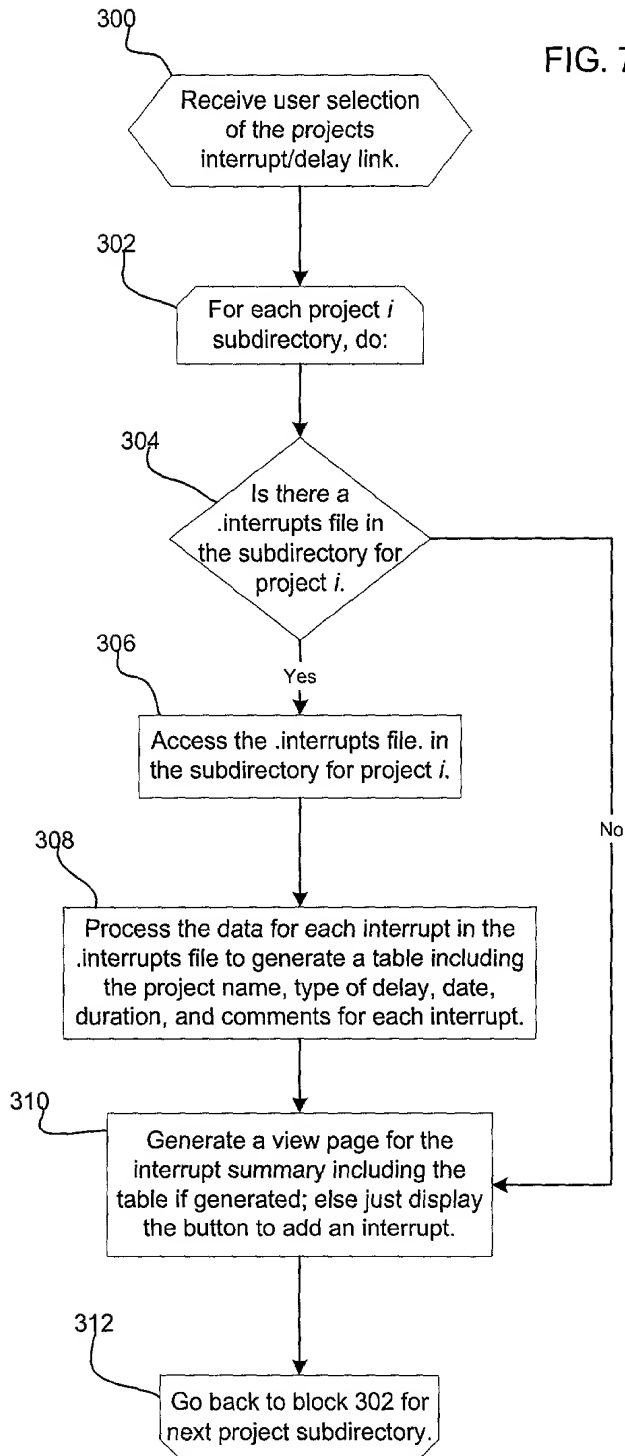 300
FIG. 7
Receive user selection
of the projects
interrupt/delay link.
302
For each project i
subdirectory, do:
304
Is there a
.interrupts file in
the subdirectory for
project i.
306
Yes
Access the .interrupts file. in
the subdirectory for project i.
No
308
Process the data for each interrupt in the
.interrupts file to generate a table including
the project name, type of delay, date,
duration, and comments for each interrupt.
310
Generate a view page for the
interrupt summary including the
table if generated; else just display
the button to add an interrupt.
312
Go back to block 302 for
next project subdirectory.